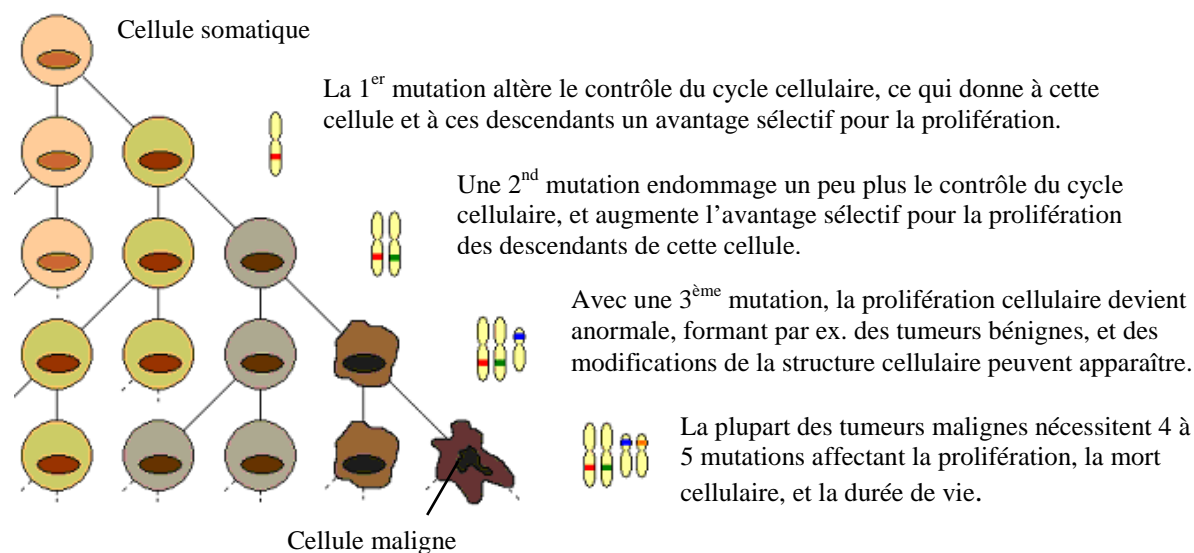 Cellule somatique
La 1er mutation altère le contrôle du cycle cellulaire, ce qui donne à cette
cellule et à ces descendants un avantage sélectif pour la prolifération.
Une 2nd mutation endommage un peu plus le contrôle du cycle
cellulaire, et augmente l’avantage sélectif pour la prolifération
des descendants de cette cellule.
Avec une 3ème mutation, la prolifération cellulaire devient
anormale, formant par ex. des tumeurs bénignes, et des
modifications de la structure cellulaire peuvent apparaître.
La plupart des tumeurs malignes nécessitent 4 à
5 mutations affectant la prolifération, la mort
cellulaire, et la durée de vie.
Cellule maligne